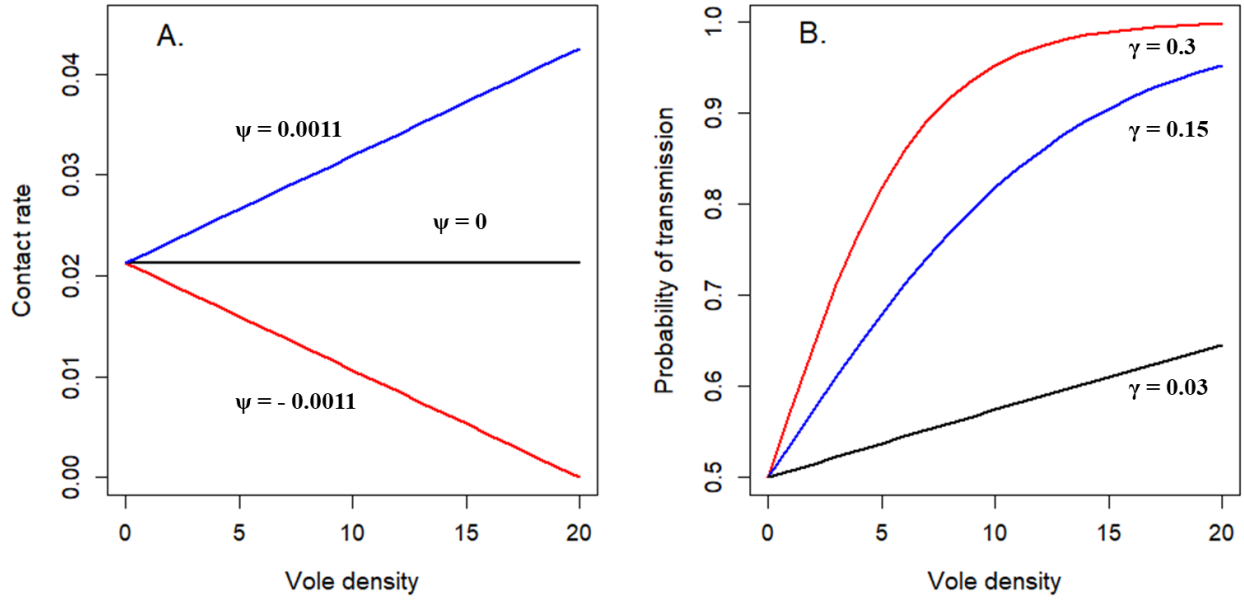 A.
Contact rate
0.00
0.01
0.02
0.03
0.04
ψ = 0.0011
ψ = 0
ψ = - 0.0011
0 5 10 15 20
Vole density
B.
Probability of transmission
0.5
0.6
0.7
0.8
0.9
1.0
γ = 0.3
γ = 0.15
γ = 0.03
0 5 10 15 20
Vole density